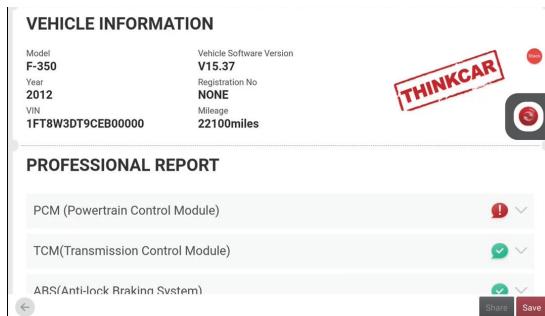 VEHICLE INFORMATION
Model
F-350
Vehicle Software Version
V15.37
Year
2012
Registration No
NONE
VIN
1FT8W3DT9CEB00000
Mileage
22100miles
THINKCAR
PROFESSIONAL REPORT
PCM (Powertrain Control Module)
TCM(Transmission Control Module)
ABS(Anti-lock Braking System)
Share
Save